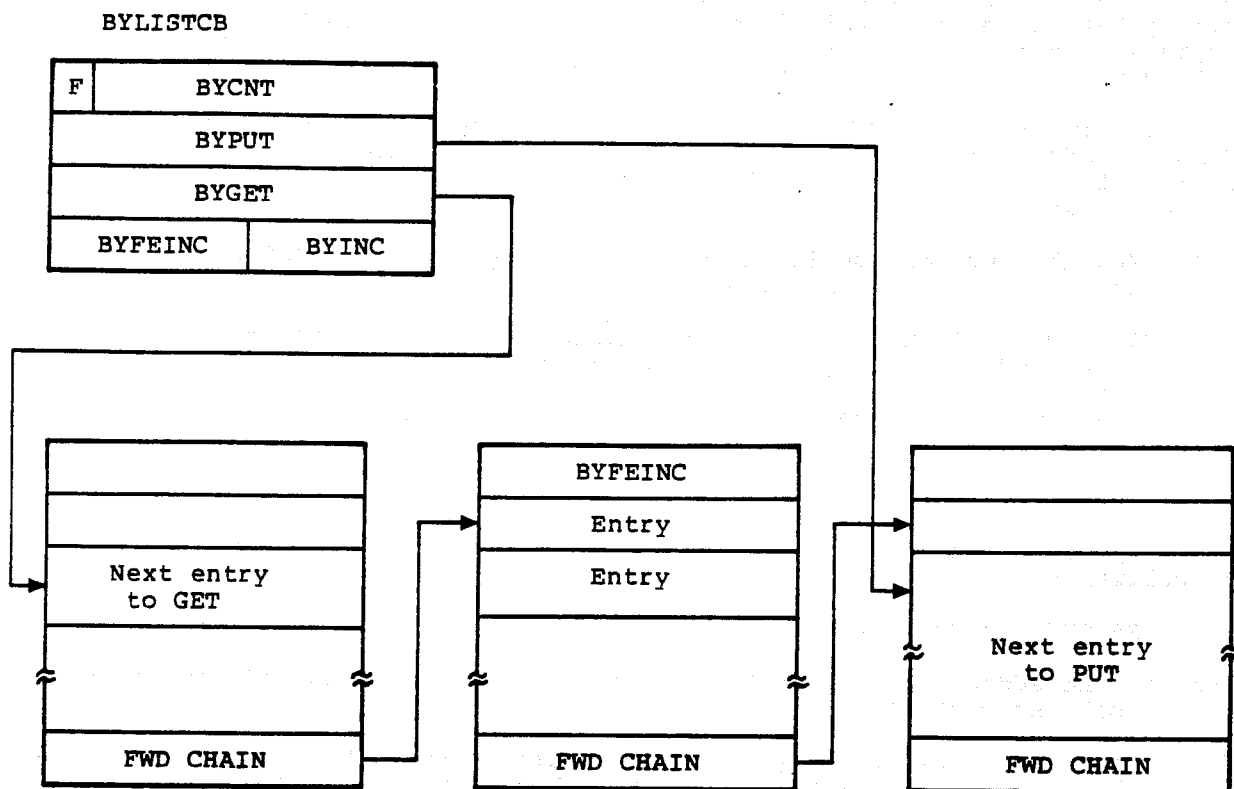 BYLISTCB
F BYCNT
BYPUT
BYGET
BYFEINC BYINC
Next entry
to GET
FWD CHAIN
BYFEINC
Entry
Entry
FWD CHAIN
Next entry
to PUT
FWD CHAIN